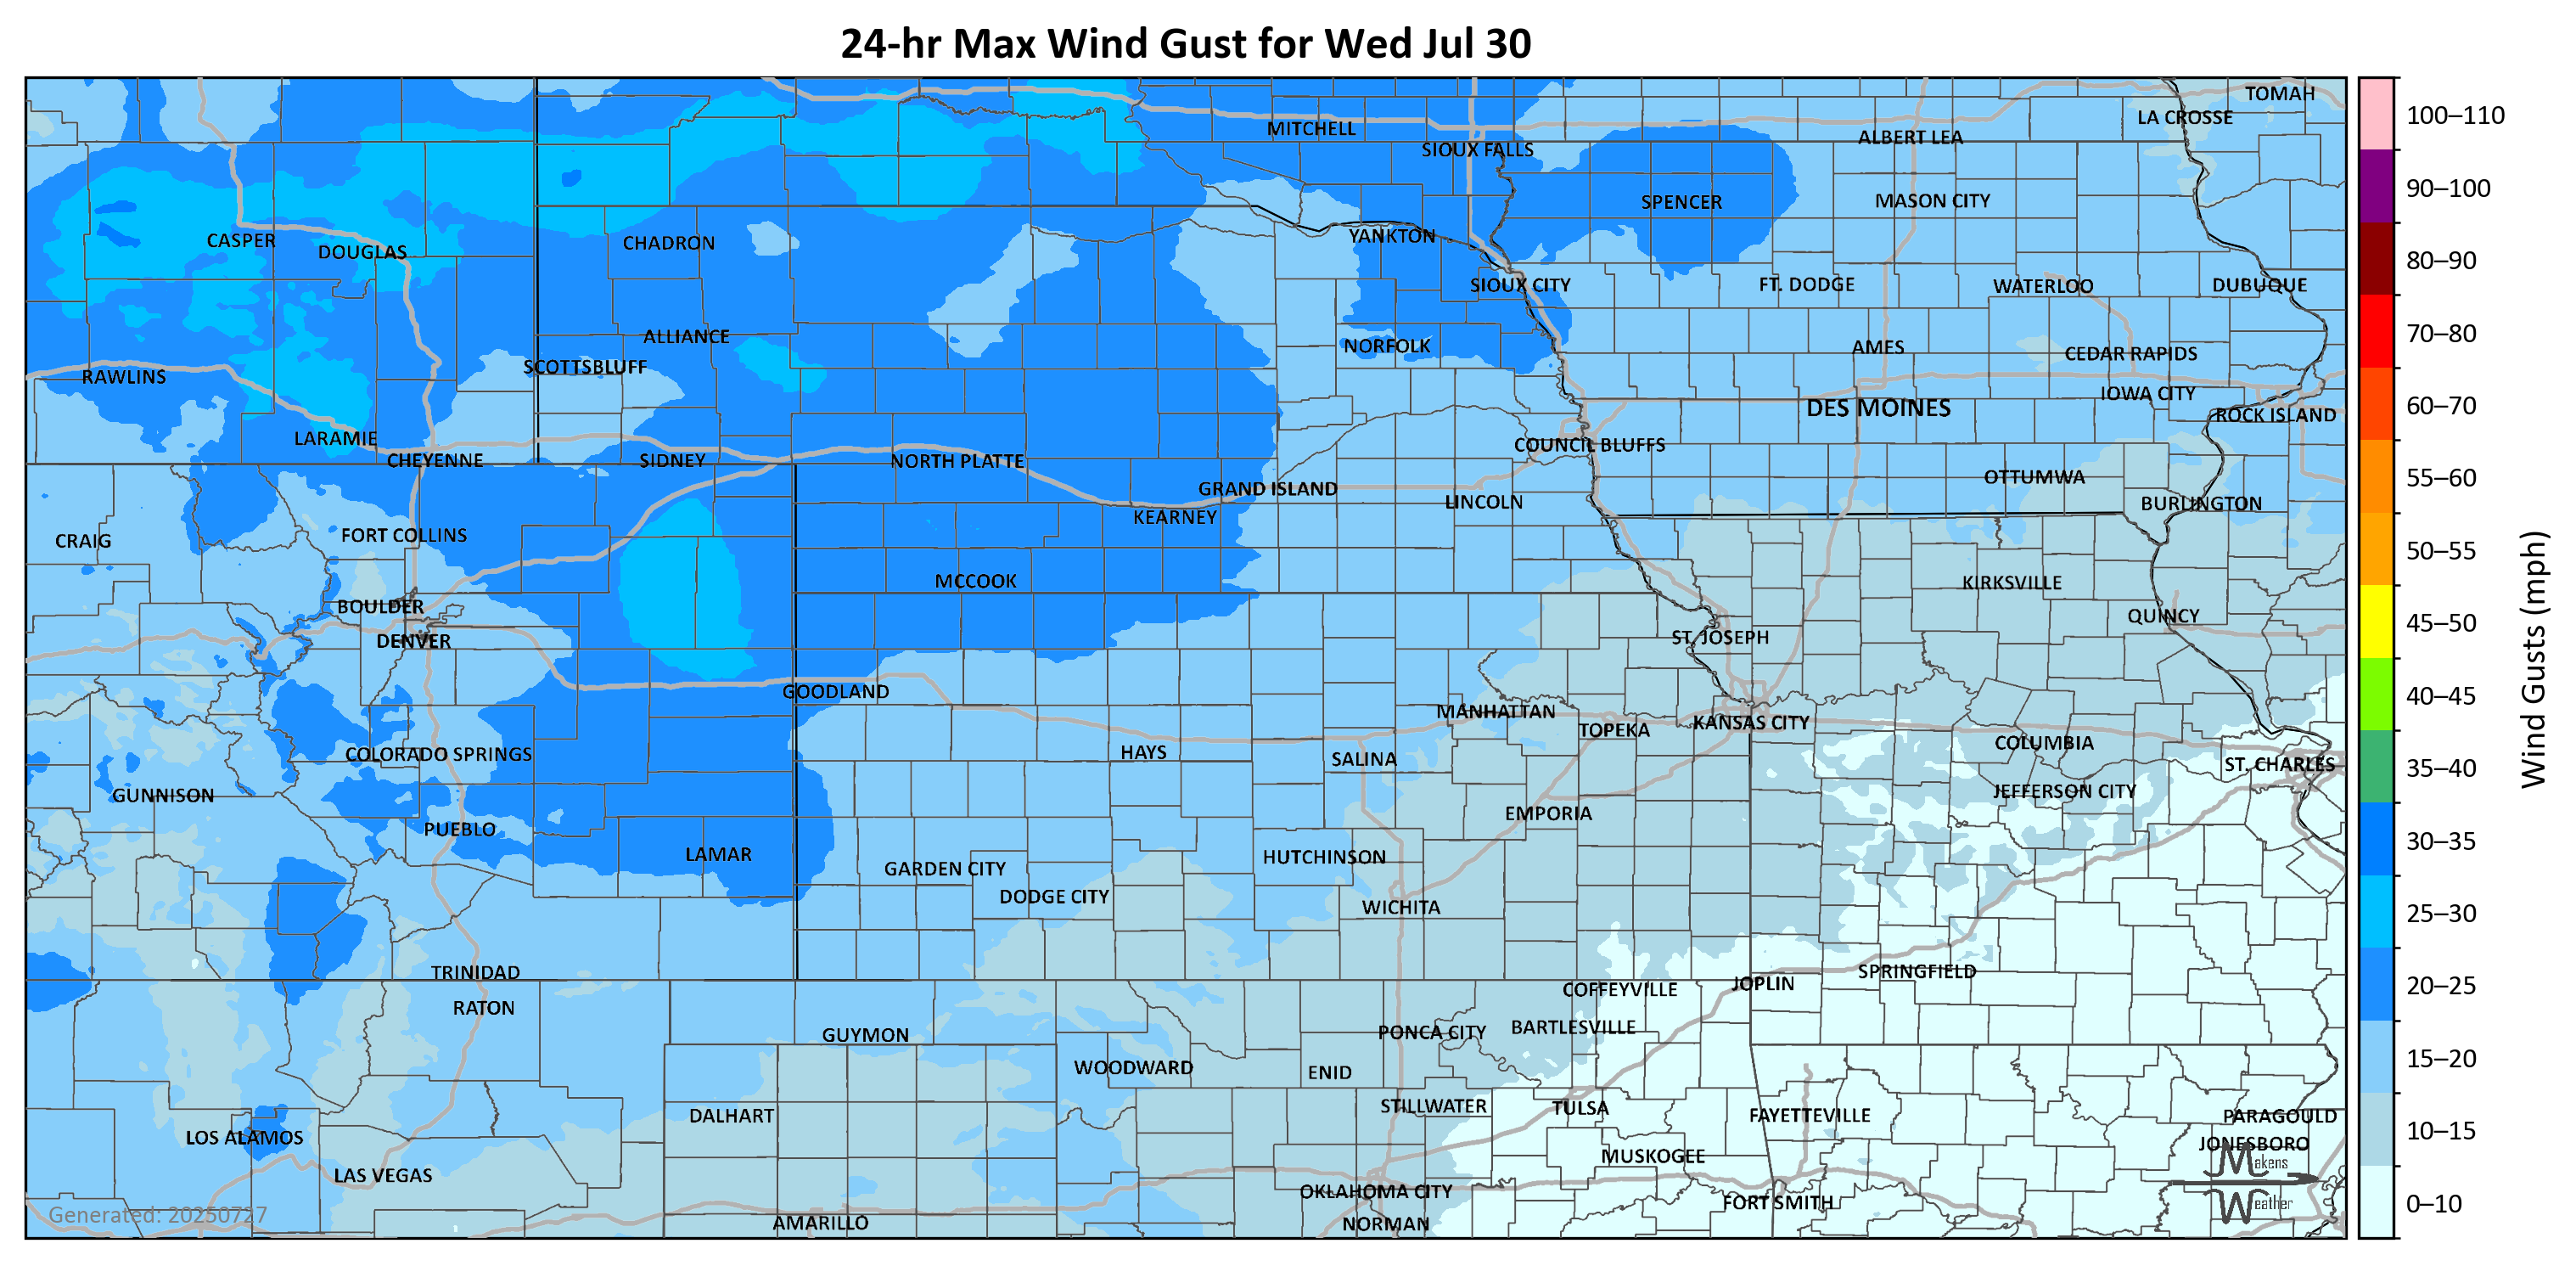 24-hr Max Wind Gust for Wed Jul 30
TOMAH
LA CROSSE
MITCHELL
ALBERT LEA
SIOUX FALLS
SPENCER
MASON CITY
CASPER
DOUGLAS
CHADRON
YANKTON
SIOUX CITY
FT. DODGE
WATERLOO
DUBUQUE
ALLIANCE
NORFOLK
AMES
CEDAR RAPIDS
RAWLINS
SCOTTSBLUFF
IOWA CITY
DES MOINES
ROCK ISLAND
LARAMIE
COUNCIL BLUFFS
CHEYENNE
SIDNEY
NORTH PLATTE
OTTUMWA
GRAND ISLAND
LINCOLN
BURLINGTON
KEARNEY
CRAIG
FORT COLLINS
MCCOOK
KIRKSVILLE
BOULDER
QUINCY
DENVER
ST. JOSEPH
GOODLAND
MANHATTAN
TOPEKA
KANSAS CITY
COLUMBIA
COLORADO SPRINGS
HAYS
SALINA
ST. CHARLES
GUNNISON
JEFFERSON CITY
EMPORIA
PUEBLO
LAMAR
HUTCHINSON
GARDEN CITY
DODGE CITY
WICHITA
TRINIDAD
SPRINGFIELD
JOPLIN
COFFEYVILLE
RATON
GUYMON
PONCA CITY
BARTLESVILLE
WOODWARD
ENID
STILLWATER
TULSA
DALHART
FAYETTEVILLE
PARAGOULD
LOS ALAMOS
JONESBORO
MUSKOGEE
LAS VEGAS
OKLAHOMA CITY
FORT SMITH
AMARILLO
NORMAN
Generated: 20250727
Makens
Weather
100–110
90–100
80–90
70–80
60–70
55–60
50–55
45–50
40–45
35–40
30–35
25–30
20–25
15–20
10–15
0–10
Wind Gusts (mph)